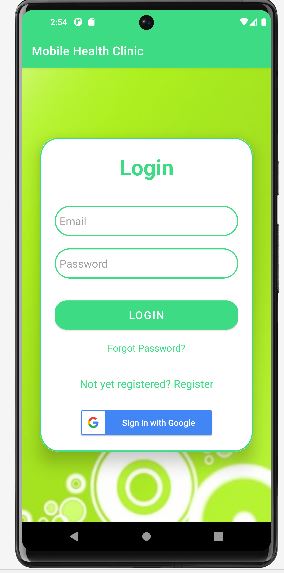 2:54
Mobile Health Clinic
Login
Email
Password
LOGIN
Forgot Password?
Not yet registered? Register
G Sign in with Google